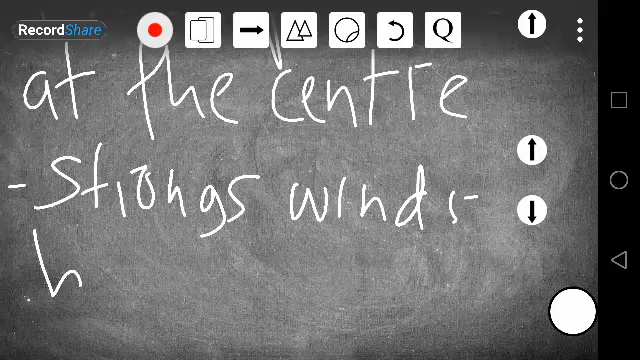 RecordShare
Q
at the centre
- Strongs winds -
h